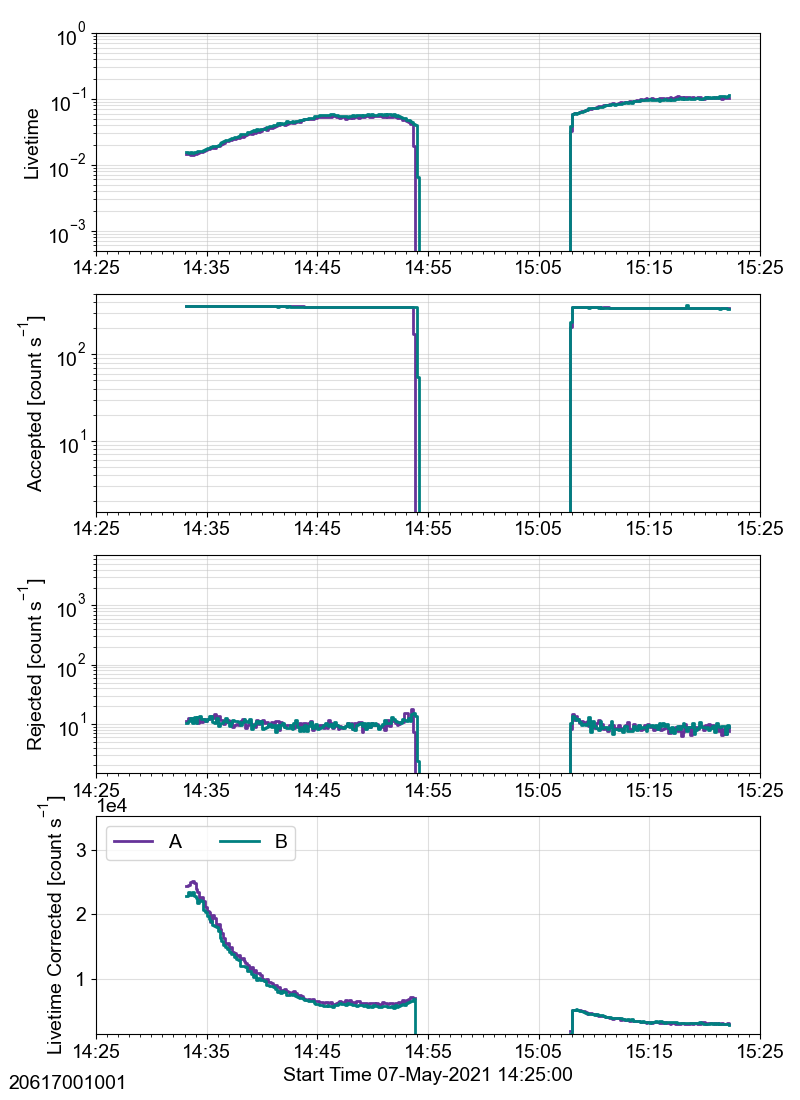 10^0
10^−1
10^−2
10^−3
Livetime
14:25 14:35 14:45 14:55 15:05 15:15 15:25
10^2
10^1
Accepted [count s^−1]
14:25 14:35 14:45 14:55 15:05 15:15 15:25
10^3
10^2
10^1
Rejected [count s^−1]
14:25 14:35 14:45 14:55 15:05 15:15 15:25
1e4
A B
3
2
1
Livetime Corrected [count s^−1]
14:25 14:35 14:45 14:55 15:05 15:15 15:25
Start Time 07-May-2021 14:25:00
20617001001